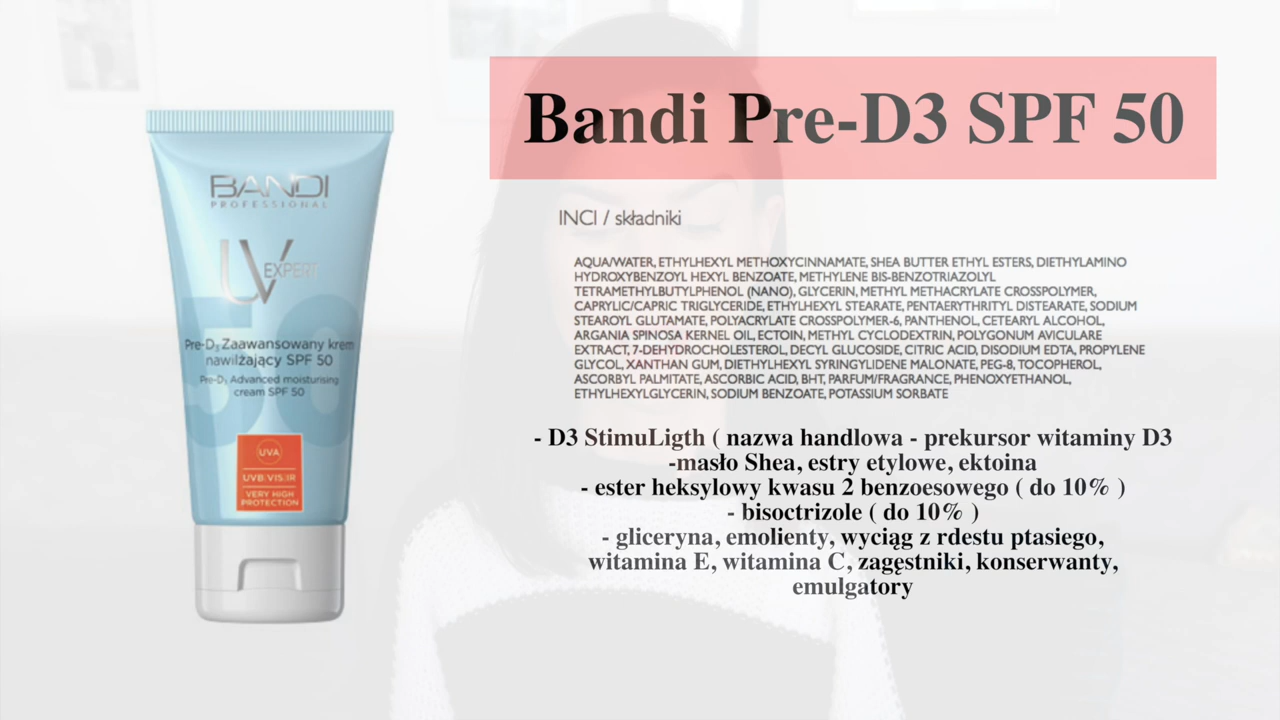 Bandi Pre-D3 SPF 50
BANDI
PROFESSIONAL
UV EXPERT
50
Pre-D₃ Zaawansowany krem
nawilżający SPF 50
Pre-D₃ Advanced moisturising
cream SPF 50
UVA
UVB.VIS.IR
VERY HIGH
PROTECTION
INCI / składniki
AQUA/WATER, ETHYLHEXYL METHOXYCINNAMATE, SHEA BUTTER ETHYL ESTERS, DIETHYLAMINO
HYDROXYBENZOYL HEXYL BENZOATE, METHYLENE BIS-BENZOTRIAZOLYL
TETRAMETHYLBUTYLPHENOL (NANO), GLYCERIN, METHYL METHACRYLATE CROSSPOLYMER,
CAPRYLIC/CAPRIC TRIGLYCERIDE, ETHYLHEXYL STEARATE, PENTAERYTHRITYL DISTEARATE, SODIUM
STEAROYL GLUTAMATE, POLYACRYLATE CROSSPOLYMER-6, PANTHENOL, CETEARYL ALCOHOL,
ARGANIA SPINOSA KERNEL OIL, ECTOIN, METHYL CYCLODEXTRIN, POLYGONUM AVICULARE
EXTRACT, 7-DEHYDROCHOLESTEROL, DECYL GLUCOSIDE, CITRIC ACID, DISODIUM EDTA, PROPYLENE
GLYCOL, XANTHAN GUM, DIETHYLHEXYL SYRINGYLIDENE MALONATE, PEG-8, TOCOPHEROL,
ASCORBYL PALMITATE, ASCORBIC ACID, BHT, PARFUM/FRAGRANCE, PHENOXYETHANOL,
ETHYLHEXYLGLYCERIN, SODIUM BENZOATE, POTASSIUM SORBATE
- D3 StimuLigth ( nazwa handlowa - prekursor witaminy D3
-masło Shea, estry etylowe, ektoina
- ester heksylowy kwasu 2 benzoesowego ( do 10% )
- bisoctrizole ( do 10% )
- gliceryna, emolienty, wyciąg z rdestu ptasiego,
witamina E, witamina C, zagęstniki, konserwanty,
emulgatory